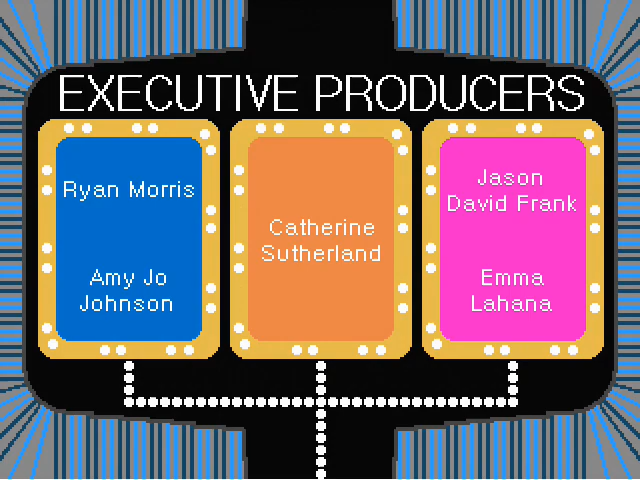 EXECUTIVE PRODUCERS
Ryan Morris
Amy Jo
Johnson
Catherine
Sutherland
Jason
David Frank
Emma
Lahana